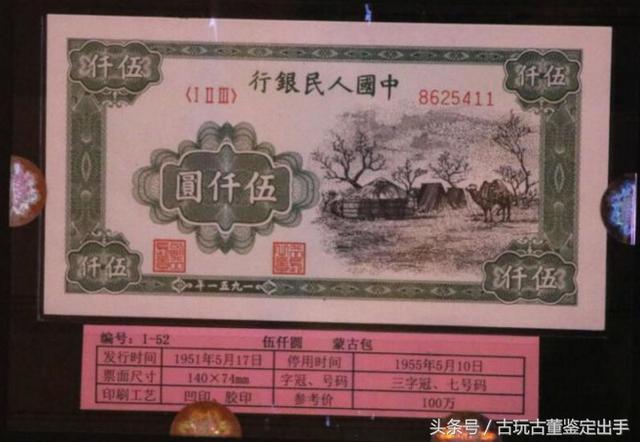 伍仟
伍仟
中國人民銀行
〈I II III〉
8625411
伍仟圓
伍仟
伍仟
一九五一年
编号：I-52 伍仟圆 蒙古包
发行时间 1951年5月17日 停用时间 1955年5月10日
票面尺寸 140×74mm 字冠、号码 三字冠、七号码
印刷工艺 凹印、胶印 参考价 100万
头条号／古玩古董鉴定出手